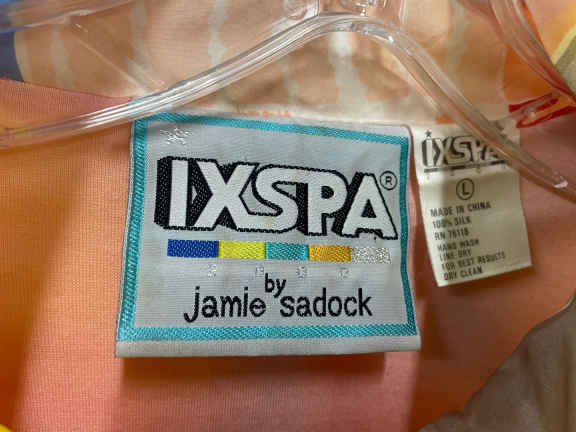 IXSPA®
by
jamie sadock
IXSPA
L
MADE IN CHINA
100% SILK
RN 76118
HAND WASH
LINE DRY
FOR BEST RESULTS
DRY CLEAN